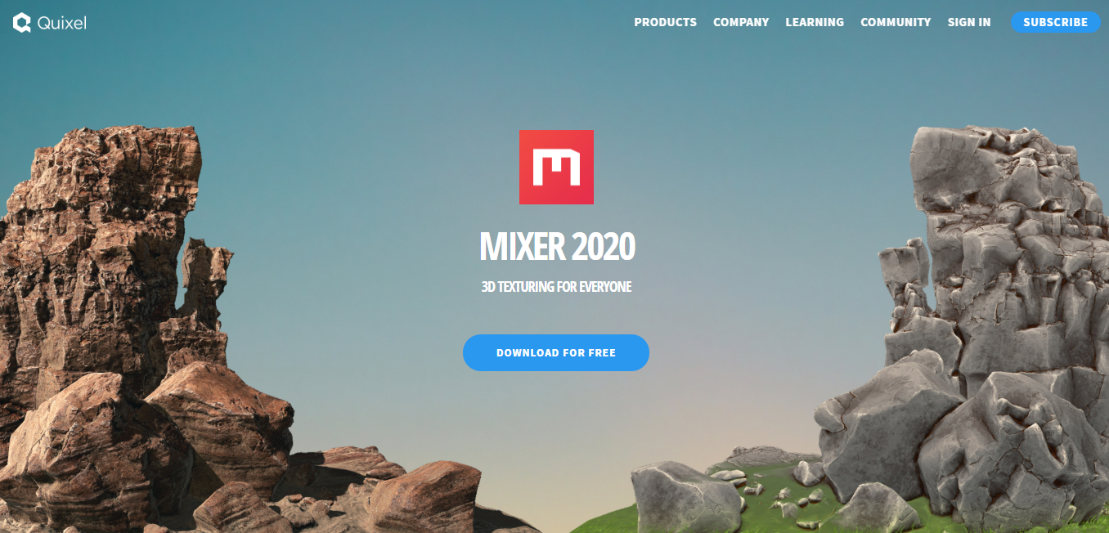 Quixel
PRODUCTS COMPANY LEARNING COMMUNITY SIGN IN SUBSCRIBE
MIXER 2020
3D TEXTURING FOR EVERYONE
DOWNLOAD FOR FREE